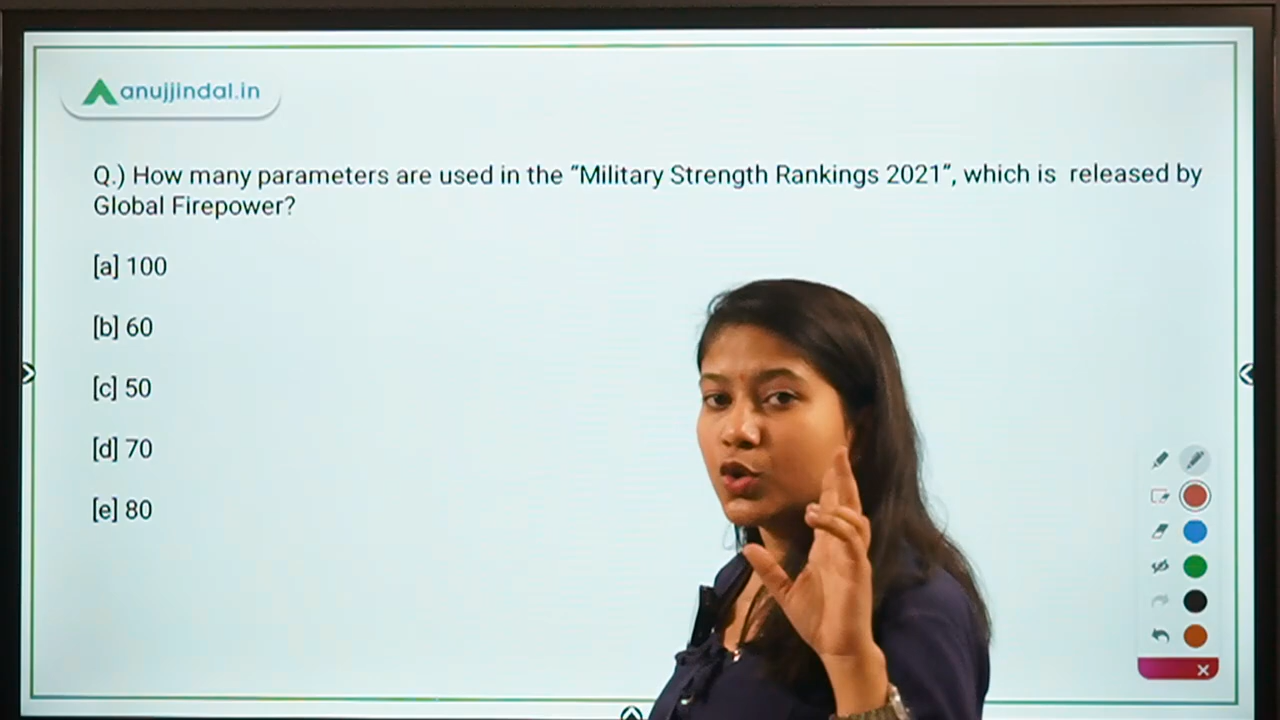 anujjindal.in
Q.) How many parameters are used in the “Military Strength Rankings 2021”, which is released by
Global Firepower?
[a] 100
[b] 60
[c] 50
[d] 70
[e] 80